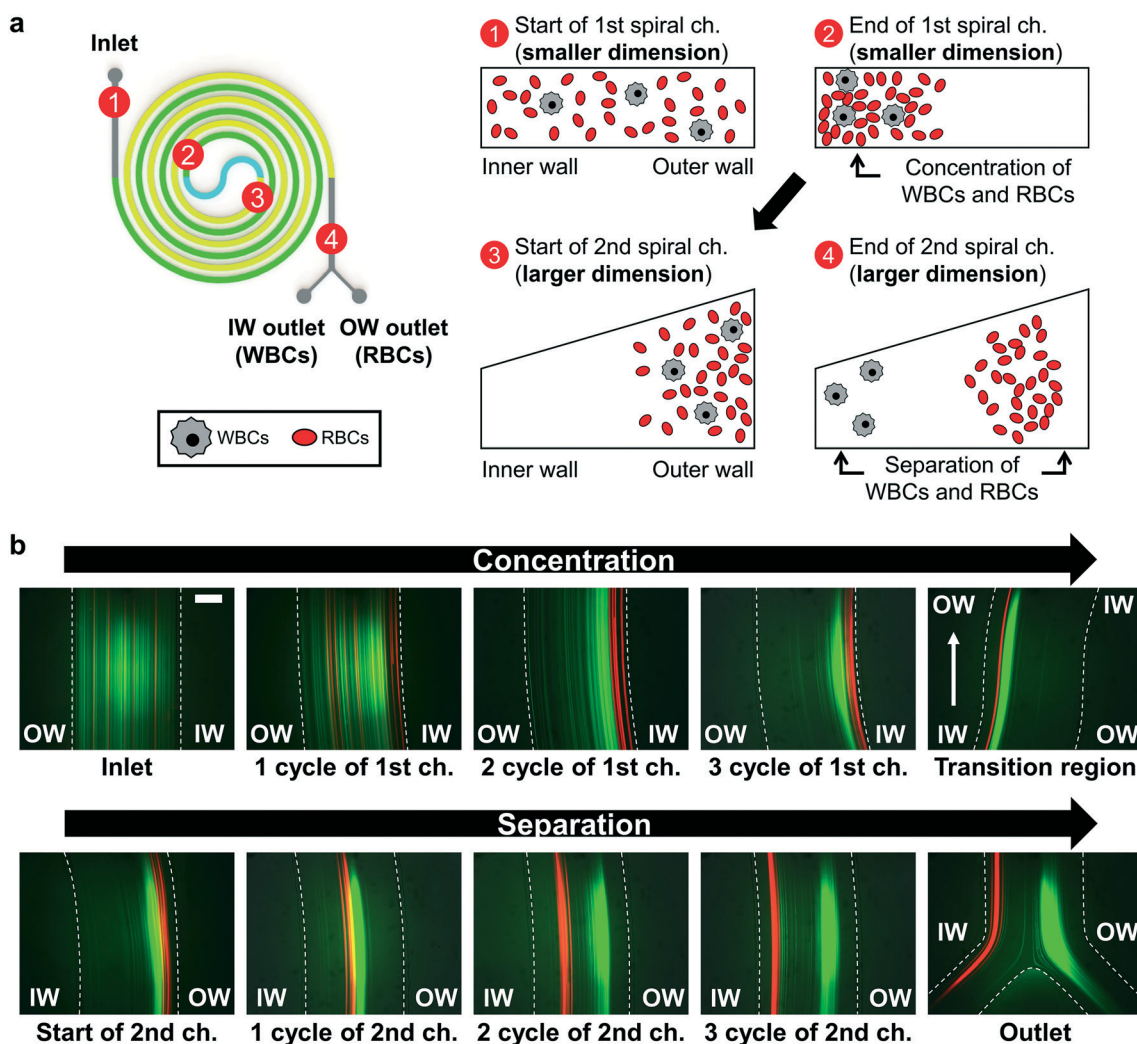 a
Inlet
1
2
3
4
IW outlet
(WBCs)
OW outlet
(RBCs)
WBCs
RBCs
1 Start of 1st spiral ch.
(smaller dimension)
Inner wall
Outer wall
2 End of 1st spiral ch.
(smaller dimension)
Concentration of
WBCs and RBCs
3 Start of 2nd spiral ch.
(larger dimension)
Inner wall
Outer wall
4 End of 2nd spiral ch.
(larger dimension)
Separation of
WBCs and RBCs
b
Concentration
OW
IW
Inlet
OW
IW
1 cycle of 1st ch.
OW
IW
2 cycle of 1st ch.
OW
IW
3 cycle of 1st ch.
OW
IW
IW
OW
Transition region
Separation
IW
OW
Start of 2nd ch.
IW
OW
1 cycle of 2nd ch.
IW
OW
2 cycle of 2nd ch.
IW
OW
3 cycle of 2nd ch.
IW
OW
Outlet